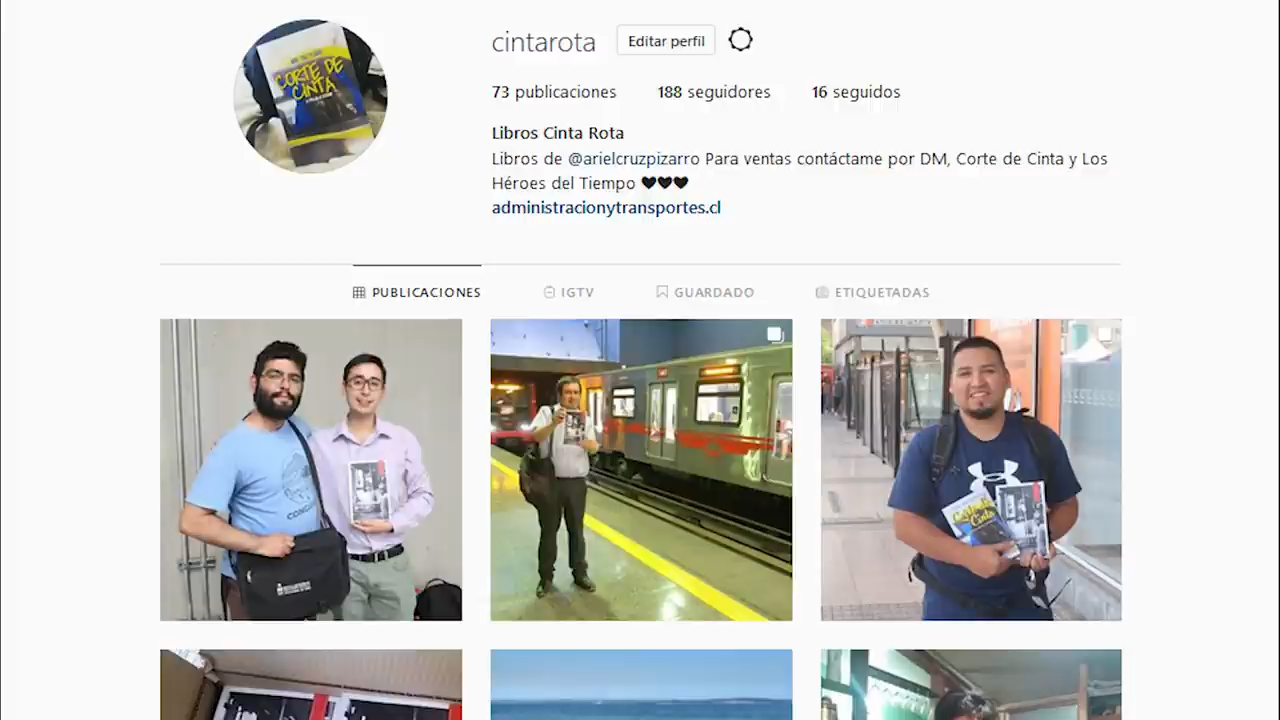 CORTE DE
CINTA
cintarota
Editar perfil
73 publicaciones
188 seguidores
16 seguidos
Libros Cinta Rota
Libros de @arielcruzpizarro Para ventas contáctame por DM, Corte de Cinta y Los
Héroes del Tiempo 🖤🖤🖤
administracionytransportes.cl
PUBLICACIONES
IGTV
GUARDADO
ETIQUETADAS